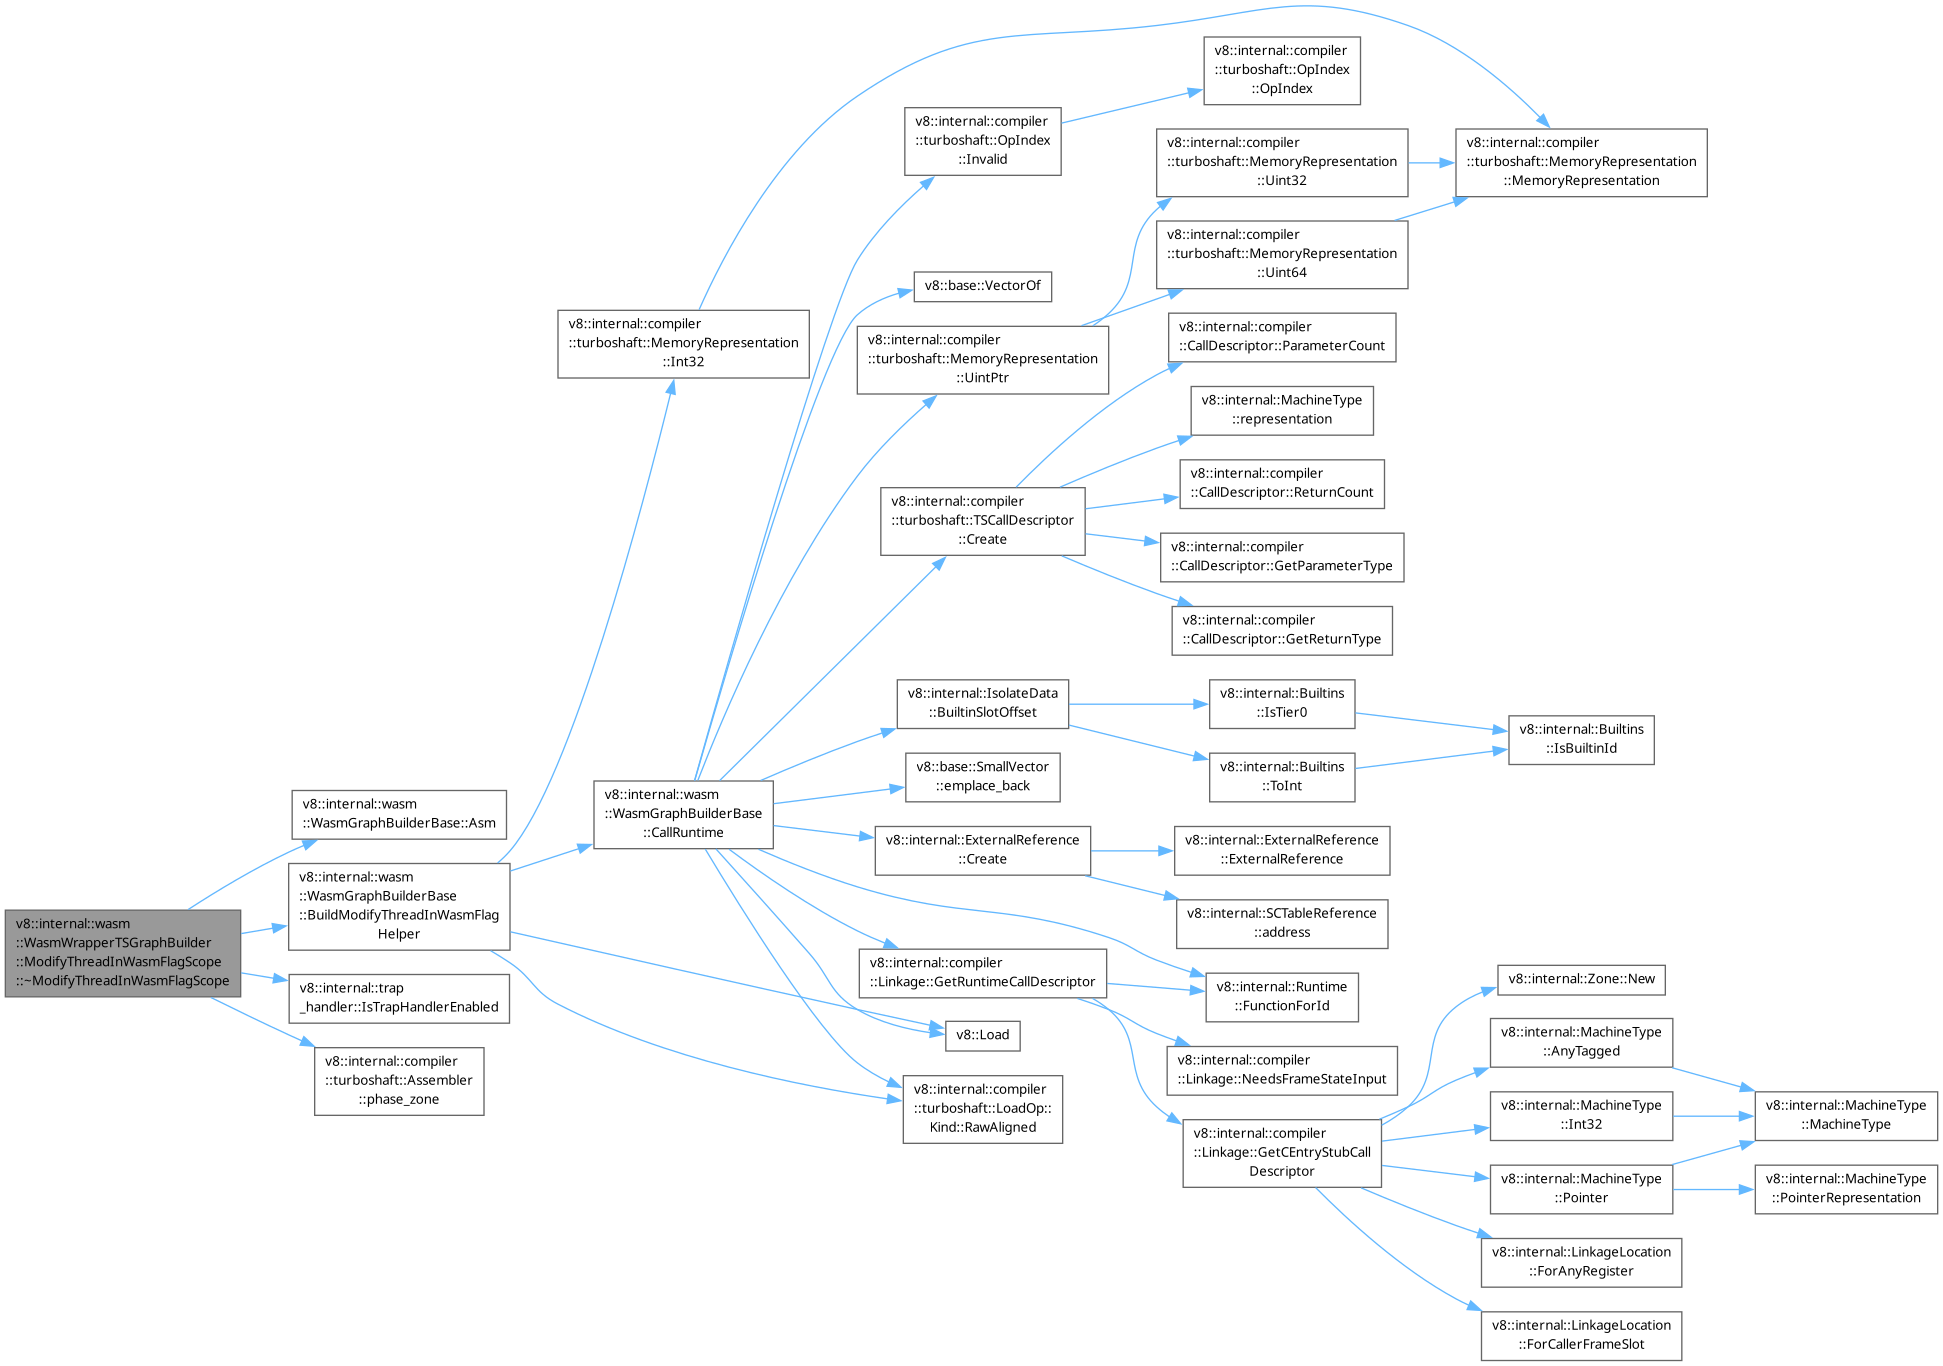 v8::internal::wasm
::WasmWrapperTSGraphBuilder
::ModifyThreadInWasmFlagScope
::~ModifyThreadInWasmFlagScope
v8::internal::wasm
::WasmGraphBuilderBase::Asm
v8::internal::wasm
::WasmGraphBuilderBase
::BuildModifyThreadInWasmFlag
Helper
v8::internal::trap
_handler::IsTrapHandlerEnabled
v8::internal::compiler
::turboshaft::Assembler
::phase_zone
v8::internal::compiler
::turboshaft::MemoryRepresentation
::Int32
v8::internal::wasm
::WasmGraphBuilderBase
::CallRuntime
v8::internal::compiler
::turboshaft::OpIndex
::Invalid
v8::base::VectorOf
v8::internal::compiler
::turboshaft::MemoryRepresentation
::UintPtr
v8::internal::compiler
::turboshaft::TSCallDescriptor
::Create
v8::internal::IsolateData
::BuiltinSlotOffset
v8::base::SmallVector
::emplace_back
v8::internal::ExternalReference
::Create
v8::internal::compiler
::Linkage::GetRuntimeCallDescriptor
v8::Load
v8::internal::compiler
::turboshaft::LoadOp::
Kind::RawAligned
v8::internal::compiler
::turboshaft::OpIndex
::OpIndex
v8::internal::compiler
::turboshaft::MemoryRepresentation
::Uint32
v8::internal::compiler
::turboshaft::MemoryRepresentation
::Uint64
v8::internal::compiler
::CallDescriptor::ParameterCount
v8::internal::MachineType
::representation
v8::internal::compiler
::CallDescriptor::ReturnCount
v8::internal::compiler
::CallDescriptor::GetParameterType
v8::internal::compiler
::CallDescriptor::GetReturnType
v8::internal::Builtins
::IsTier0
v8::internal::Builtins
::ToInt
v8::internal::ExternalReference
::ExternalReference
v8::internal::SCTableReference
::address
v8::internal::Runtime
::FunctionForId
v8::internal::compiler
::Linkage::NeedsFrameStateInput
v8::internal::compiler
::Linkage::GetCEntryStubCall
Descriptor
v8::internal::compiler
::turboshaft::MemoryRepresentation
::MemoryRepresentation
v8::internal::Builtins
::IsBuiltinId
v8::internal::Zone::New
v8::internal::MachineType
::AnyTagged
v8::internal::MachineType
::Int32
v8::internal::MachineType
::Pointer
v8::internal::LinkageLocation
::ForAnyRegister
v8::internal::LinkageLocation
::ForCallerFrameSlot
v8::internal::MachineType
::MachineType
v8::internal::MachineType
::PointerRepresentation